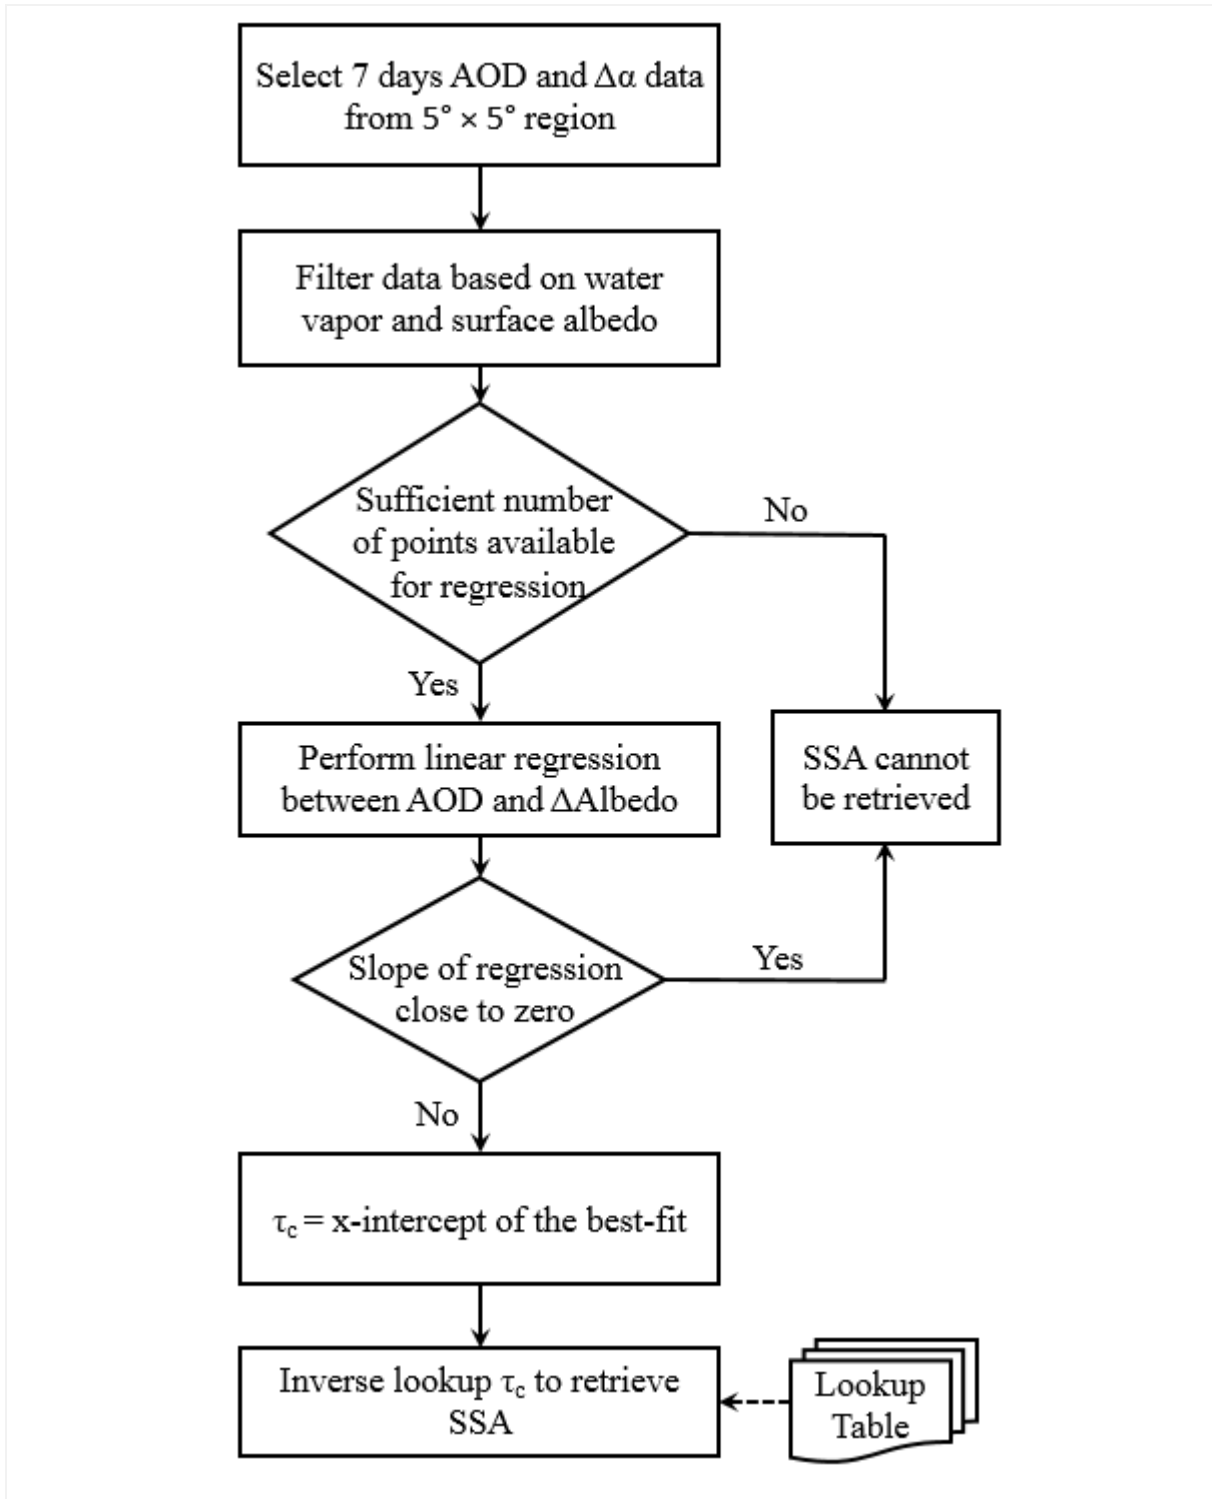 Select 7 days AOD and Δα data
from 5° × 5° region
Filter data based on water
vapor and surface albedo
Sufficient number
of points available
for regression
No
Yes
Perform linear regression
between AOD and ΔAlbedo
SSA cannot
be retrieved
Slope of regression
close to zero
Yes
No
τc = x-intercept of the best-fit
Inverse lookup τc to retrieve
SSA
Lookup
Table